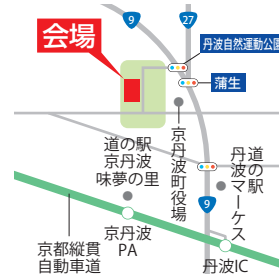 9
27
会場
丹波自然運動公園
蒲生
京丹波町役場
道の駅
京丹波
味夢の里
道の駅
丹波マーケス
9
京都縦貫
自動車道
京丹波
PA
丹波IC